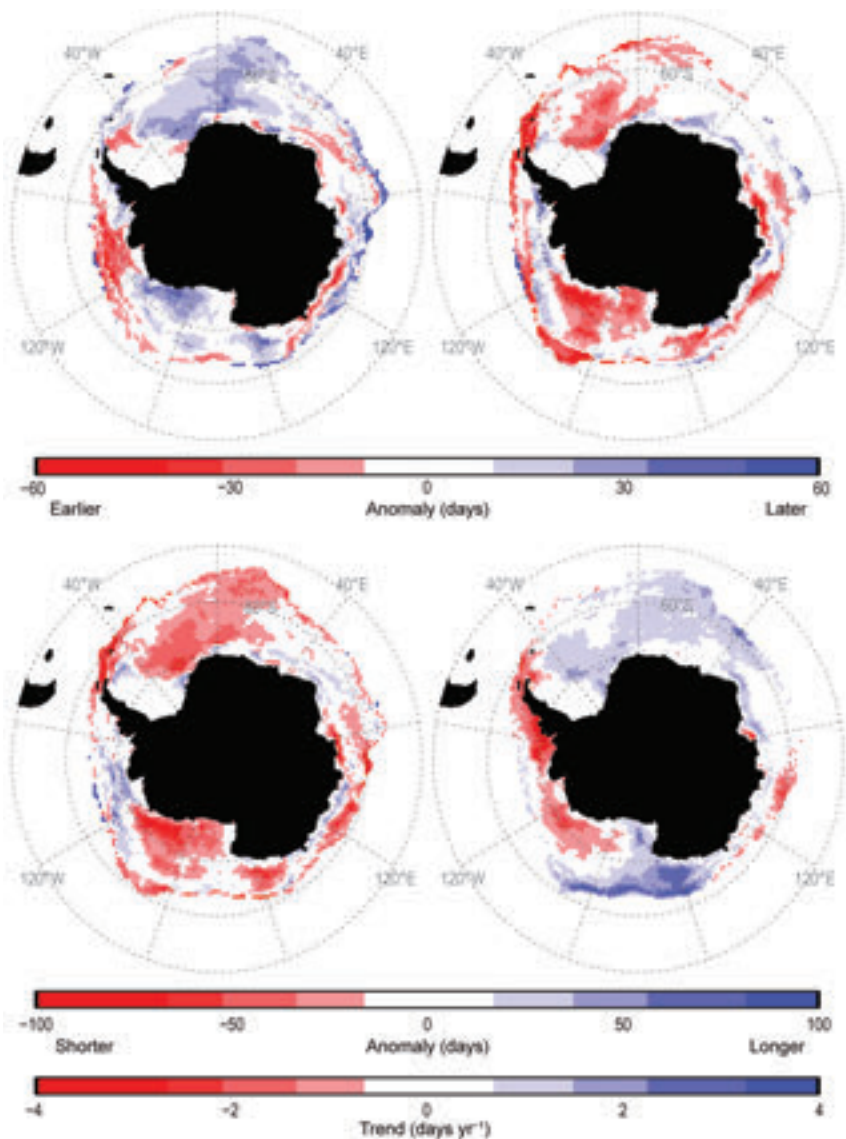 40°W 40°E 40°W 40°E
60°S 60°S
120°W 120°E 120°W 120°E
−60 −30 0 30 60
Earlier Anomaly (days) Later
40°W 40°E 40°W 40°E
60°S 60°S
120°W 120°E 120°W 120°E
−100 −50 0 50 100
Shorter Anomaly (days) Longer
−4 −2 0 2 4
Trend (days yr⁻¹)